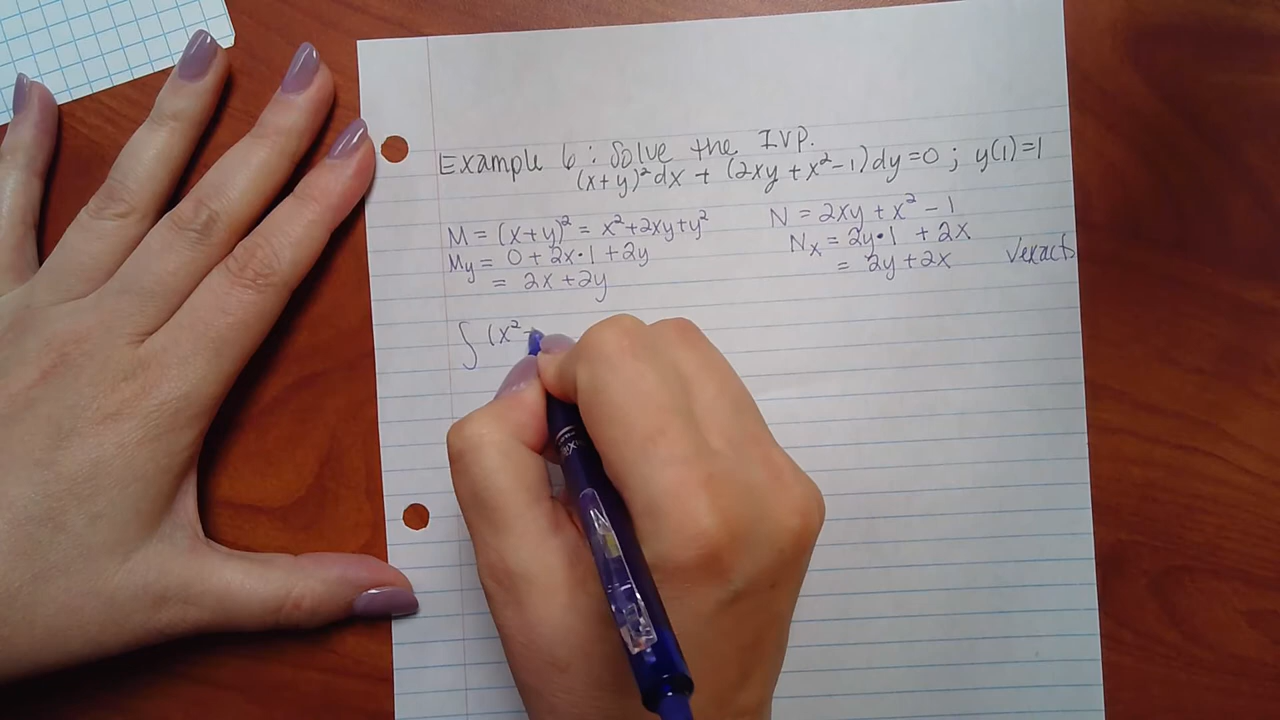 Example 6: Solve the IVP.
(x+y)²dx + (2xy + x²-1)dy=0 ; y(1)=1
M = (x+y)² = x²+2xy+y²
My = 0 + 2x·1 + 2y
= 2x+2y
N = 2xy + x² - 1
Nx = 2y·1 + 2x
= 2y+2x
√exact
∫ (x²